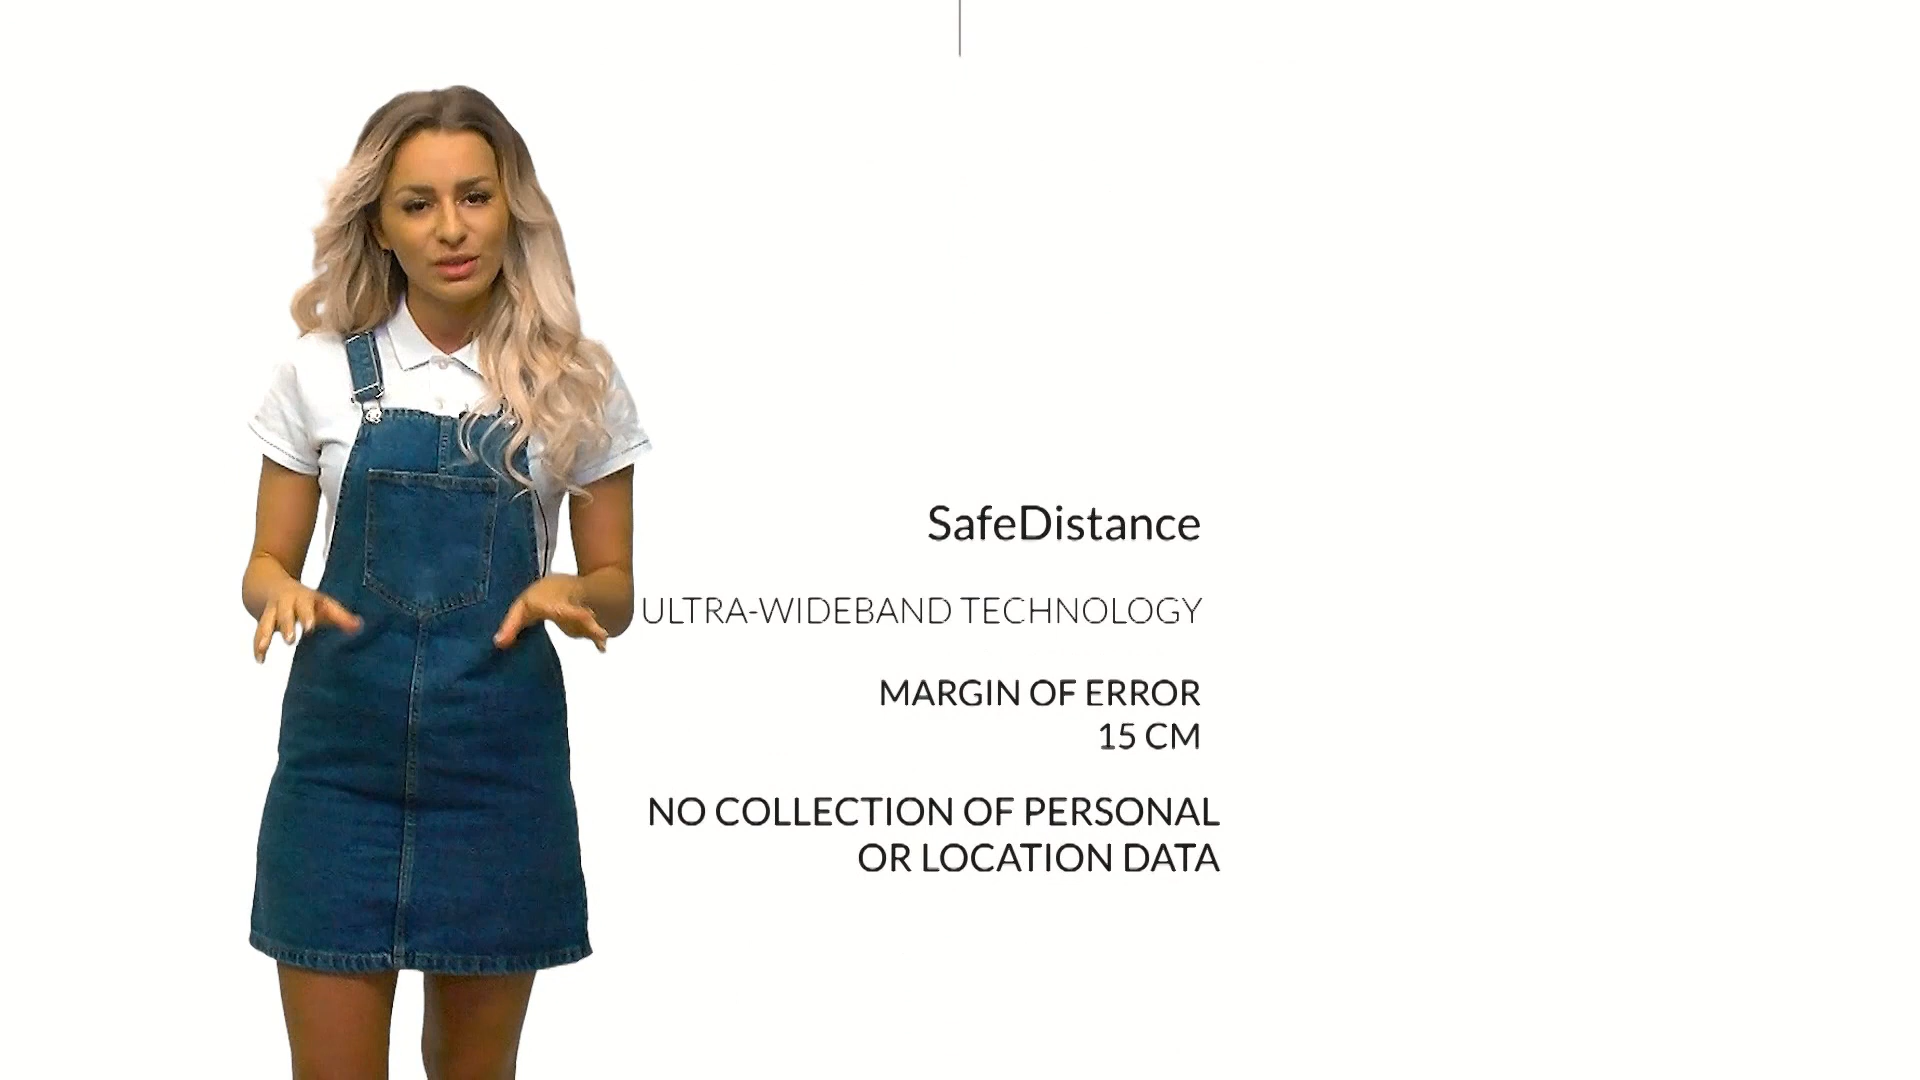 SafeDistance
ULTRA-WIDEBAND TECHNOLOGY
MARGIN OF ERROR
15 CM
NO COLLECTION OF PERSONAL
OR LOCATION DATA